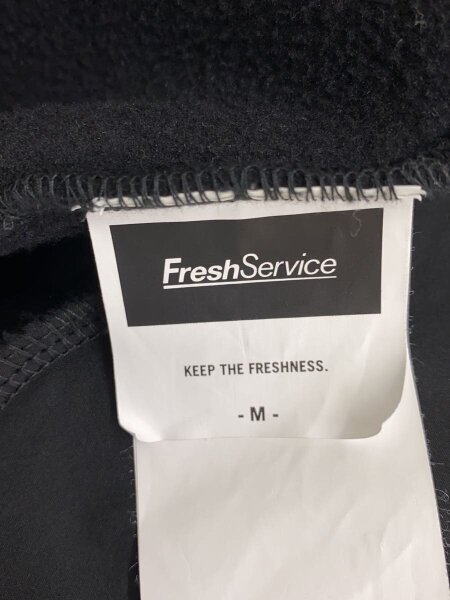 FreshService
KEEP THE FRESHNESS.
- M -